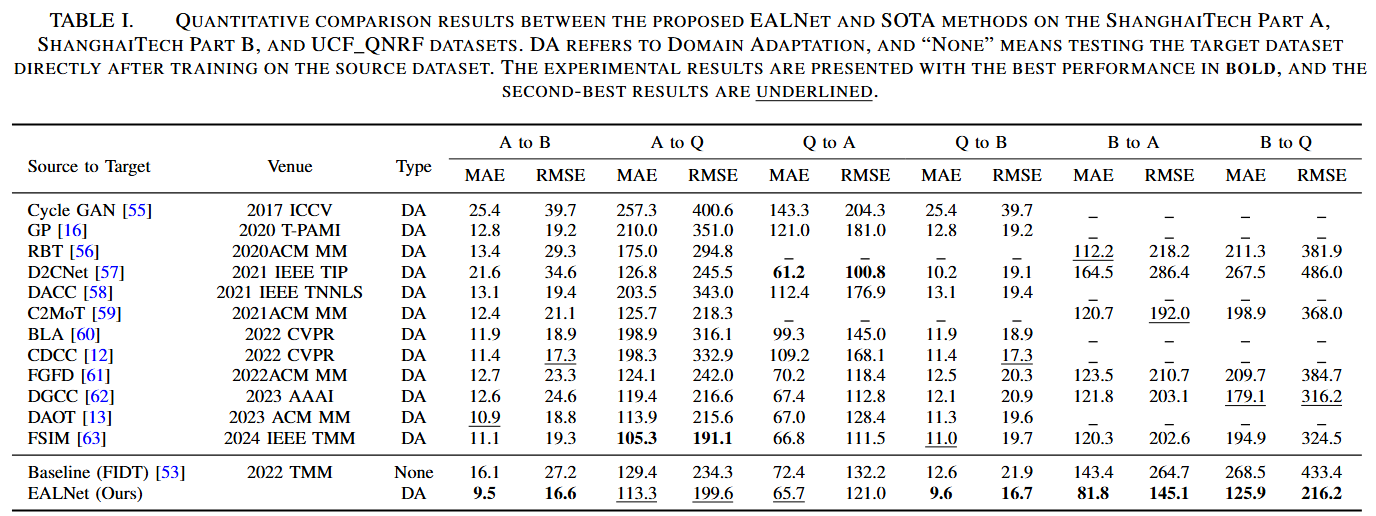 TABLE I. QUANTITATIVE COMPARISON RESULTS BETWEEN THE PROPOSED EALNET AND SOTA METHODS ON THE SHANGHAITECH PART A,
SHANGHAITECH PART B, AND UCF_QNRF DATASETS. DA REFERS TO DOMAIN ADAPTATION, AND “NONE” MEANS TESTING THE TARGET DATASET
DIRECTLY AFTER TRAINING ON THE SOURCE DATASET. THE EXPERIMENTAL RESULTS ARE PRESENTED WITH THE BEST PERFORMANCE IN BOLD, AND THE
SECOND-BEST RESULTS ARE UNDERLINED.
Source to Target Venue Type A to B A to Q Q to A Q to B B to A B to Q
MAE RMSE MAE RMSE MAE RMSE MAE RMSE MAE RMSE MAE RMSE
Cycle GAN [55] 2017 ICCV DA 25.4 39.7 257.3 400.6 143.3 204.3 25.4 39.7 – – – –
GP [16] 2020 T-PAMI DA 12.8 19.2 210.0 351.0 121.0 181.0 12.8 19.2 – – – –
RBT [56] 2020ACM MM DA 13.4 29.3 175.0 294.8 – – – – 112.2 218.2 211.3 381.9
D2CNet [57] 2021 IEEE TIP DA 21.6 34.6 126.8 245.5 61.2 100.8 10.2 19.1 164.5 286.4 267.5 486.0
DACC [58] 2021 IEEE TNNLS DA 13.1 19.4 203.5 343.0 112.4 176.9 13.1 19.4 – – – –
C2MoT [59] 2021ACM MM DA 12.4 21.1 125.7 218.3 – – – – 120.7 192.0 198.9 368.0
BLA [60] 2022 CVPR DA 11.9 18.9 198.9 316.1 99.3 145.0 11.9 18.9 – – – –
CDCC [12] 2022 CVPR DA 11.4 17.3 198.3 332.9 109.2 168.1 11.4 17.3 – – – –
FGFD [61] 2022ACM MM DA 12.7 23.3 124.1 242.0 70.2 118.4 12.5 20.3 123.5 210.7 209.7 384.7
DGCC [62] 2023 AAAI DA 12.6 24.6 119.4 216.6 67.4 112.8 12.1 20.9 121.8 203.1 179.1 316.2
DAOT [13] 2023 ACM MM DA 10.9 18.8 113.9 215.6 67.0 128.4 11.3 19.6 – – – –
FSIM [63] 2024 IEEE TMM DA 11.1 19.3 105.3 191.1 66.8 111.5 11.0 19.7 120.3 202.6 194.9 324.5
Baseline (FIDT) [53] 2022 TMM None 16.1 27.2 129.4 234.3 72.4 132.2 12.6 21.9 143.4 264.7 268.5 433.4
EALNet (Ours) DA 9.5 16.6 113.3 199.6 65.7 121.0 9.6 16.7 81.8 145.1 125.9 216.2